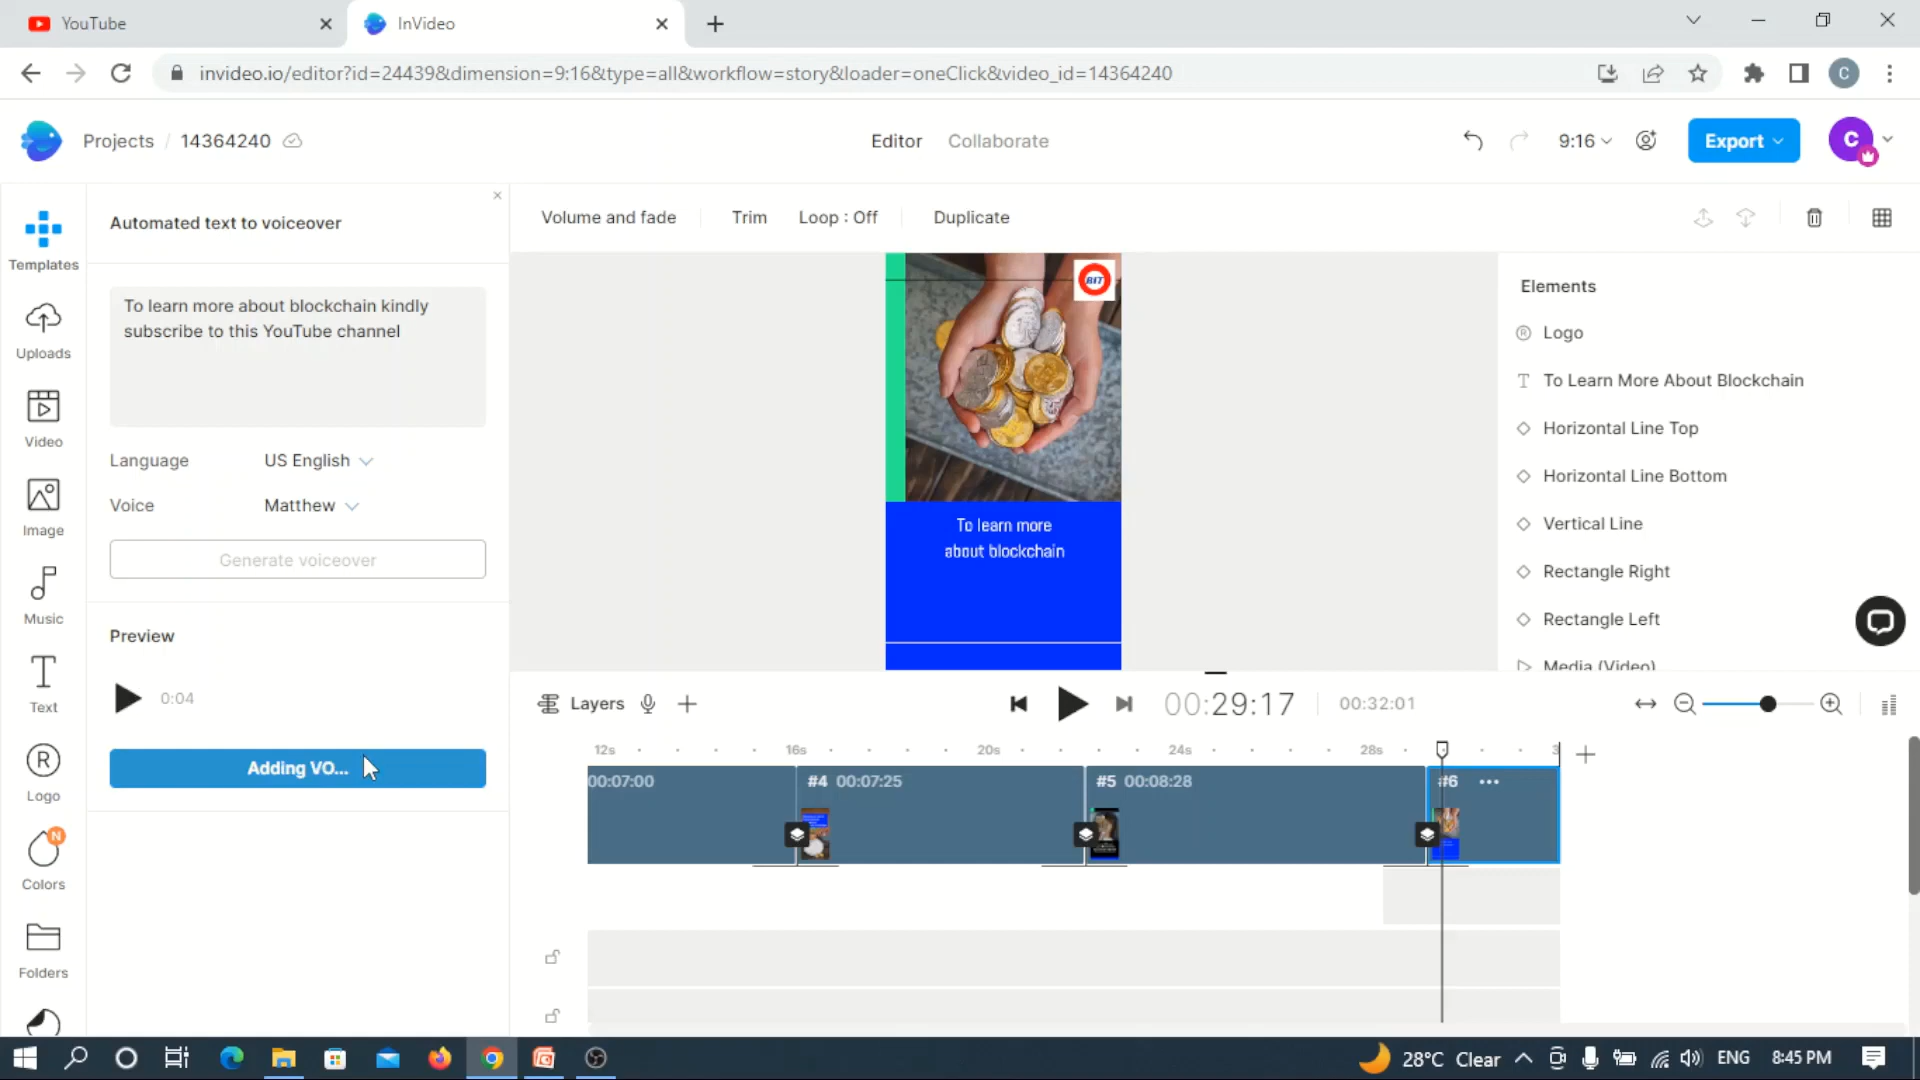 YouTube
InVideo
invideo.io/editor?id=24439&dimension=9:16&type=all&workflow=story&loader=oneClick&video_id=14364240
C
Projects / 14364240
Editor
Collaborate
9:16
Export
C
Automated text to voiceover
Volume and fade
Trim
Loop : Off
Duplicate
Templates
Uploads
Video
Image
Music
Text
Logo
N
Colors
Folders
To learn more about blockchain kindly
subscribe to this YouTube channel
Language US English
Voice Matthew
Generate voiceover
Preview
0:04
Adding VO...
BIT
To learn more
about blockchain
Elements
Logo
To Learn More About Blockchain
Horizontal Line Top
Horizontal Line Bottom
Vertical Line
Rectangle Right
Rectangle Left
Media (Video)
Layers
00:29:17
00:32:01
12s 16s 20s 24s 28s
00:07:00
#4 00:07:25
#5 00:08:28
#6
28°C Clear
ENG
8:45 PM